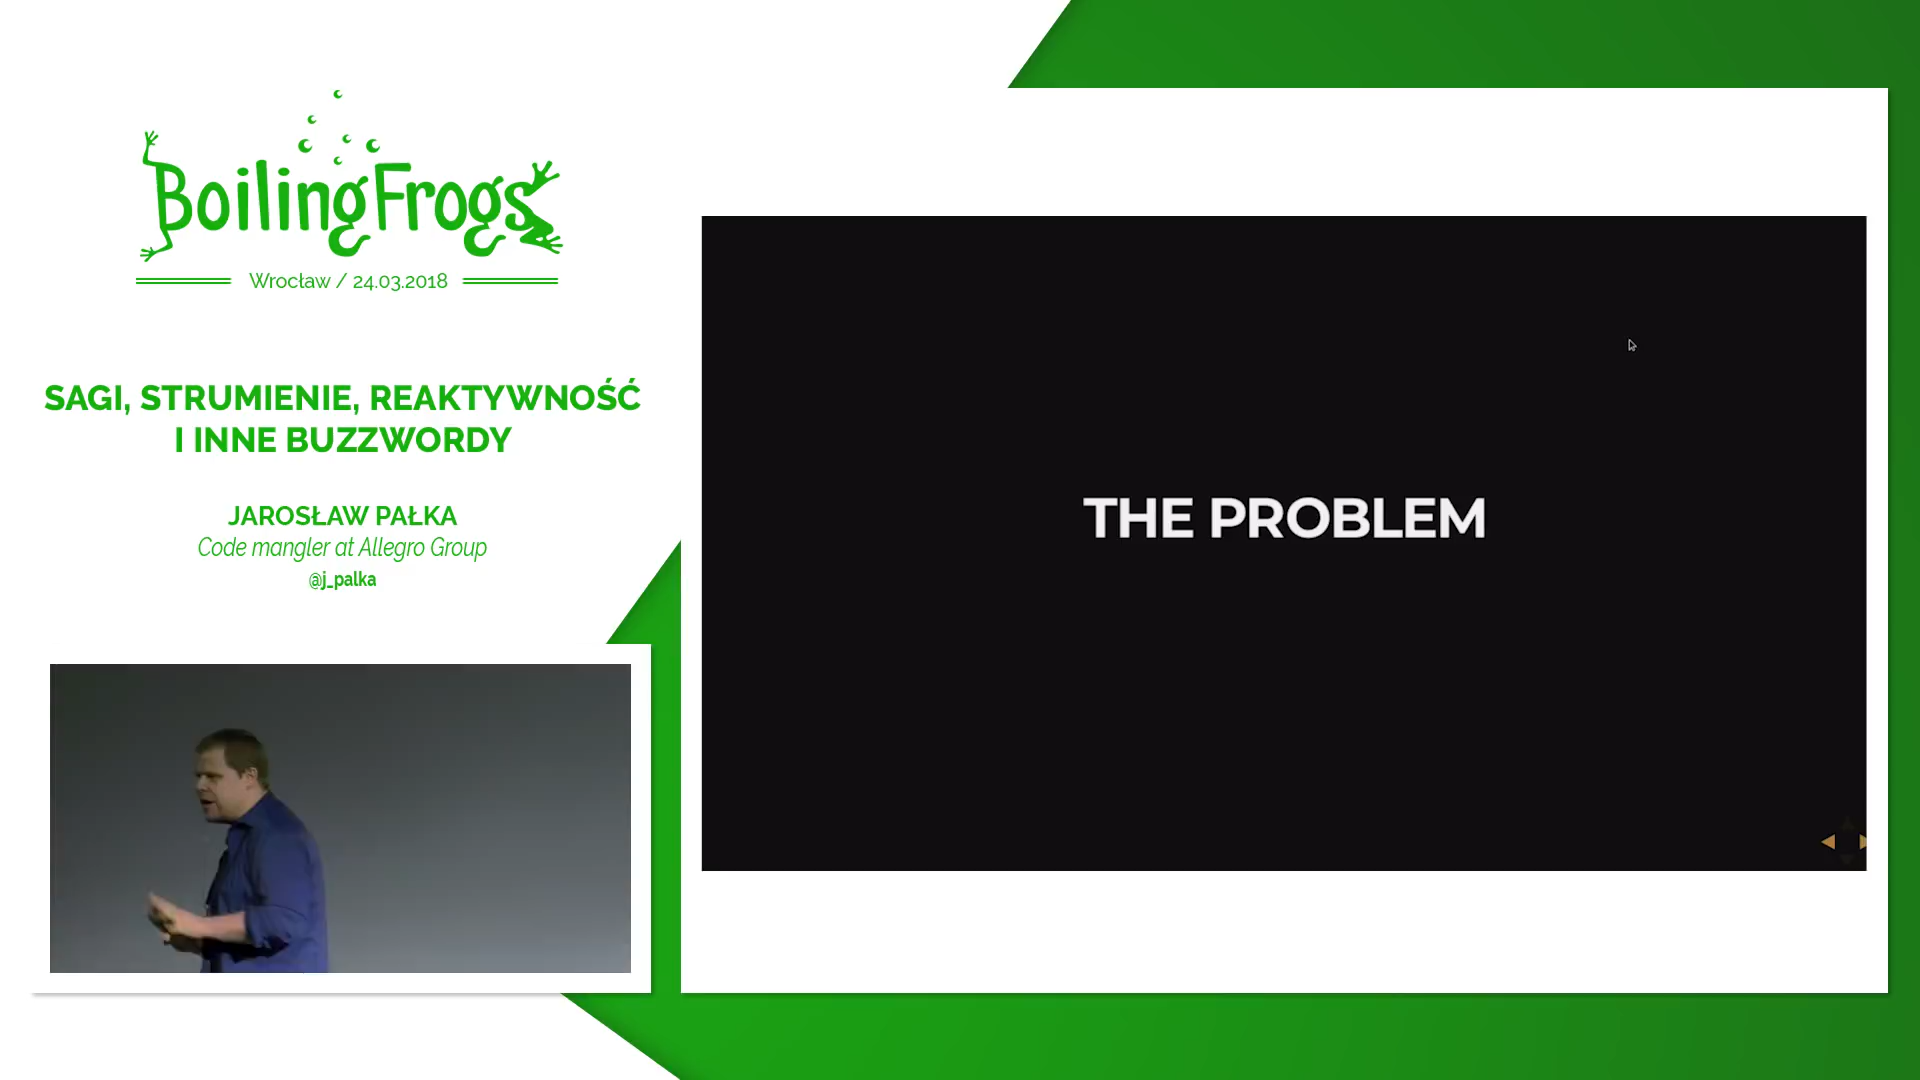 BoilingFrogs
Wrocław / 24.03.2018
SAGI, STRUMIENIE, REAKTYWNOŚĆ
I INNE BUZZWORDY
JAROSŁAW PAŁKA
Code mangler at Allegro Group
@j_palka
THE PROBLEM